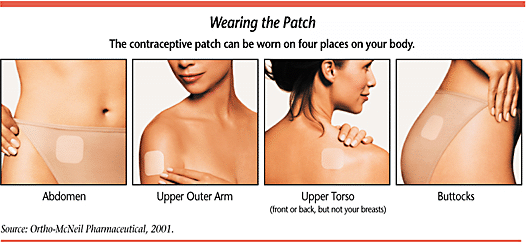 Wearing the Patch
The contraceptive patch can be worn on four places on your body.
Abdomen
Upper Outer Arm
Upper Torso
(front or back, but not your breasts)
Buttocks
Source: Ortho-McNeil Pharmaceutical, 2001.